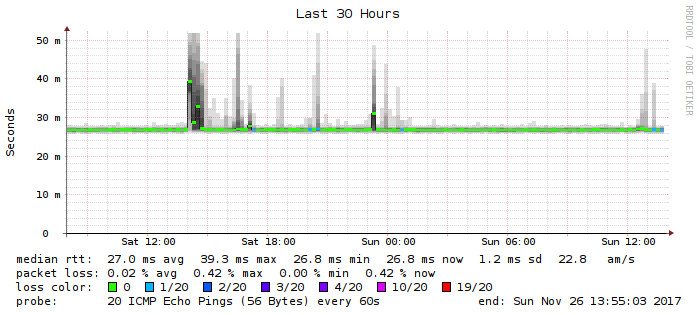 Last 30 Hours
RRDTOOL / TOBI OETIKER
Seconds
50 m
40 m
30 m
20 m
10 m
0
Sat 12:00 Sat 18:00 Sun 00:00 Sun 06:00 Sun 12:00
median rtt: 27.0 ms avg 39.3 ms max 26.8 ms min 26.8 ms now 1.2 ms sd 22.8 am/s
packet loss: 0.02 % avg 0.42 % max 0.00 % min 0.42 % now
loss color: 0 1/20 2/20 3/20 4/20 10/20 19/20
probe: 20 ICMP Echo Pings (56 Bytes) every 60s end: Sun Nov 26 13:55:03 2017